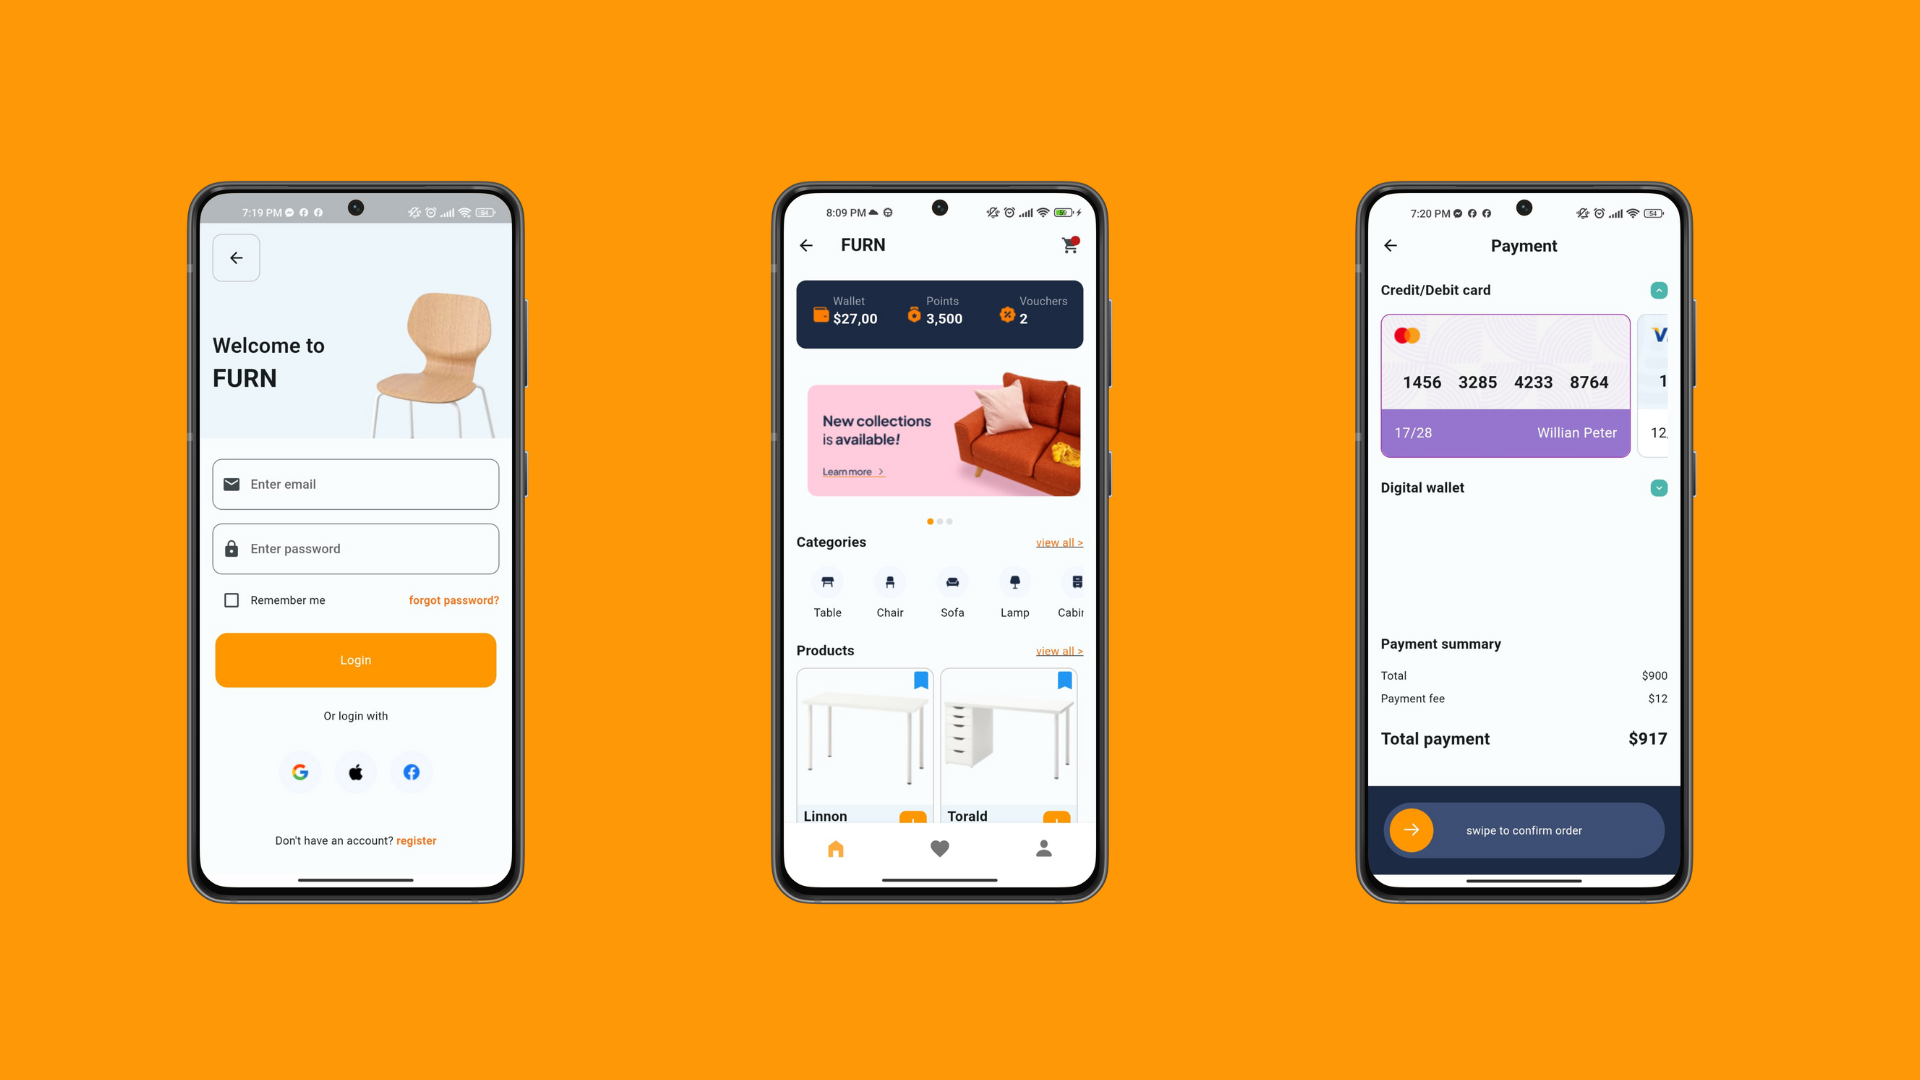 7:19 PM
54
Welcome to
FURN
Enter email
Enter password
Remember me
forgot password?
Login
Or login with
Don't have an account? register
8:09 PM
FURN
Wallet
$27,00
Points
3,500
Vouchers
2
New collections
is available!
Learn more >
Categories
view all >
Table
Chair
Sofa
Lamp
Cabin
Products
view all >
Linnon
Torald
7:20 PM
54
Payment
Credit/Debit card
1456 3285 4233 8764
17/28
Willian Peter
V
1
12,
Digital wallet
Payment summary
Total
$900
Payment fee
$12
Total payment
$917
swipe to confirm order